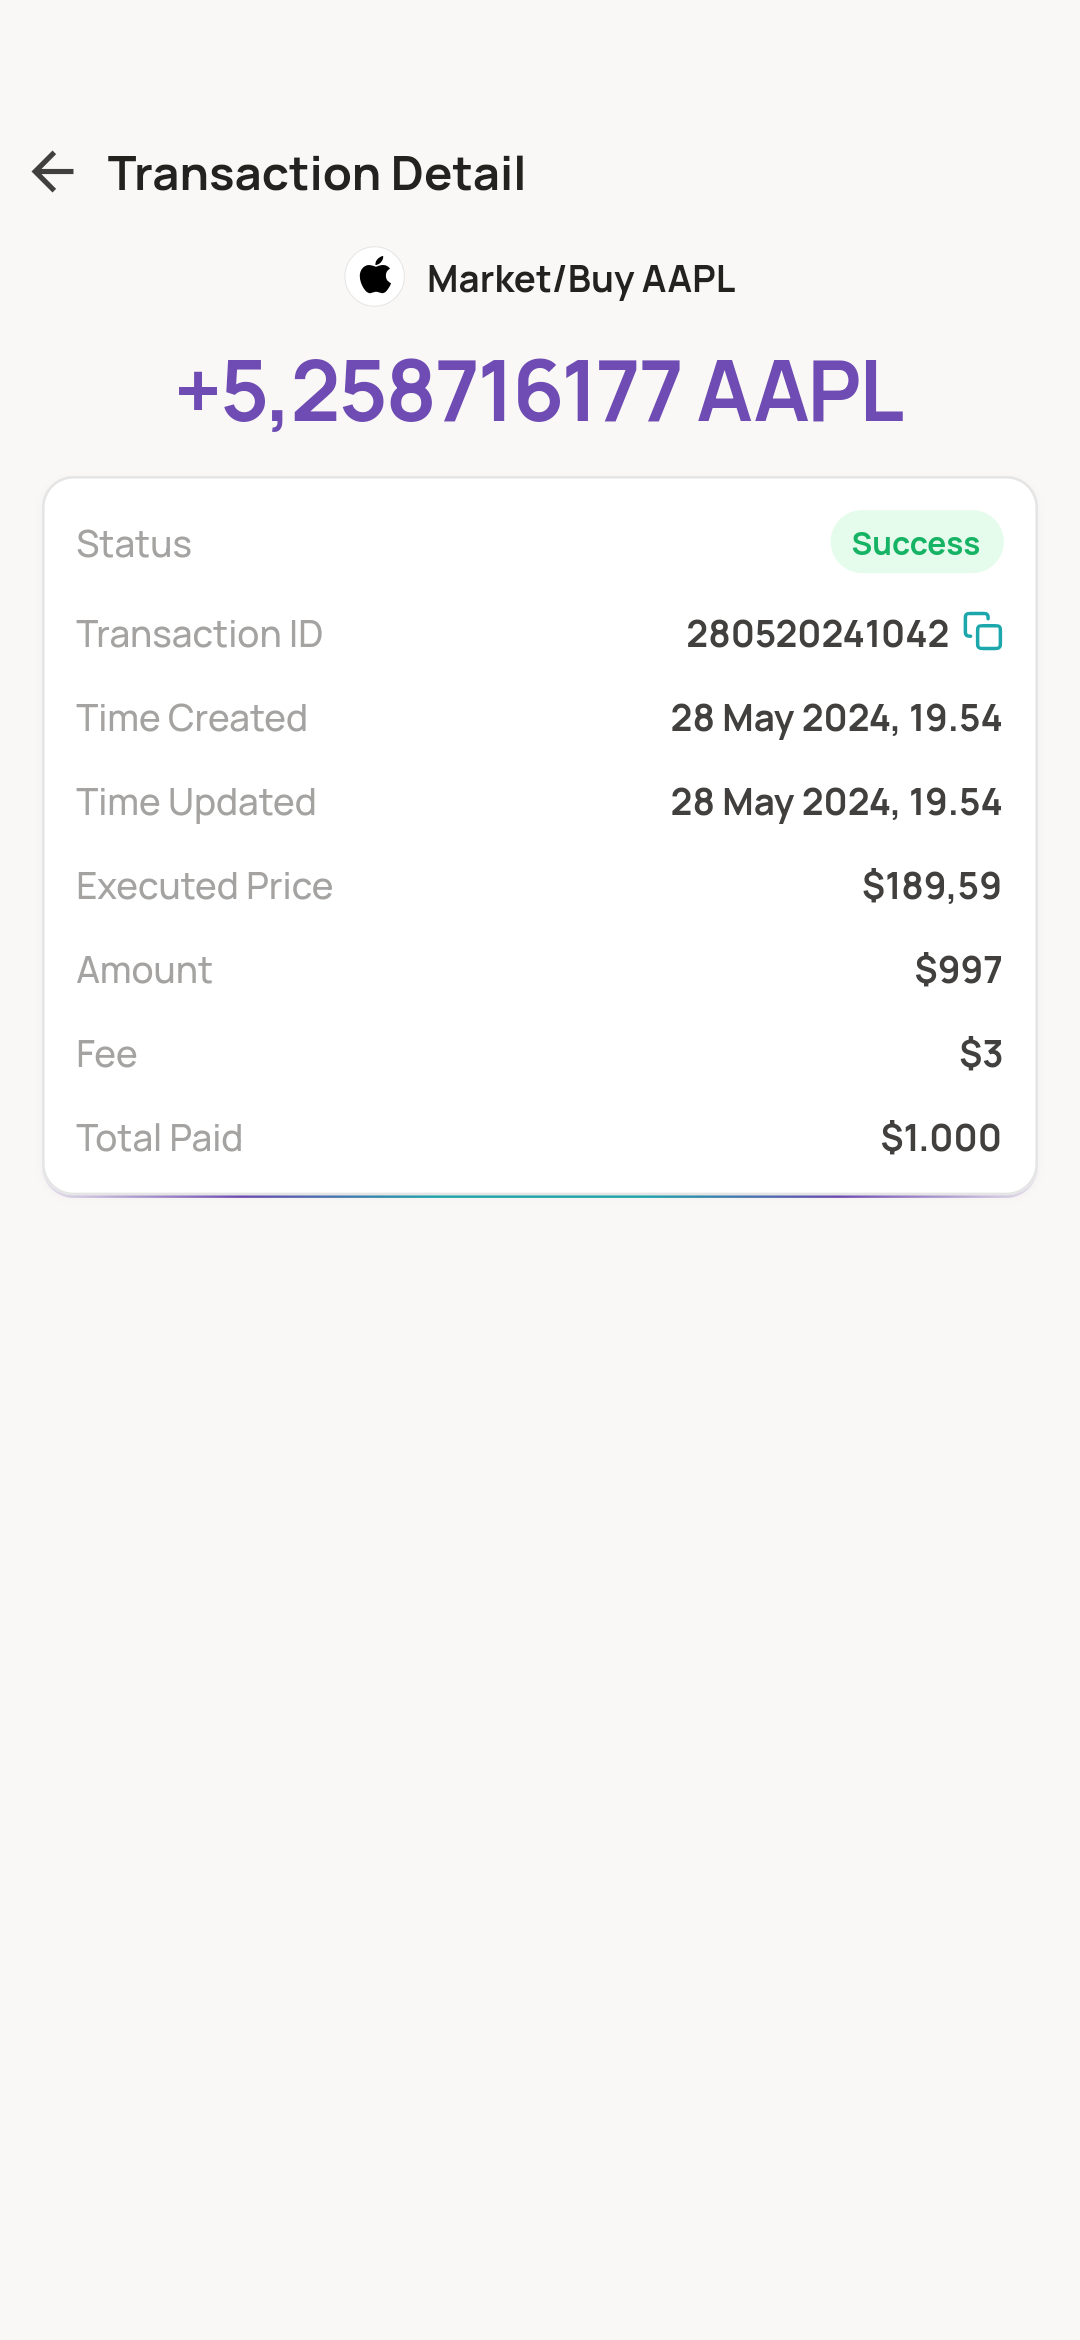 Transaction Detail
Market/Buy AAPL
+5,258716177 AAPL
Status Success
Transaction ID 280520241042
Time Created 28 May 2024, 19.54
Time Updated 28 May 2024, 19.54
Executed Price $189,59
Amount $997
Fee $3
Total Paid $1.000